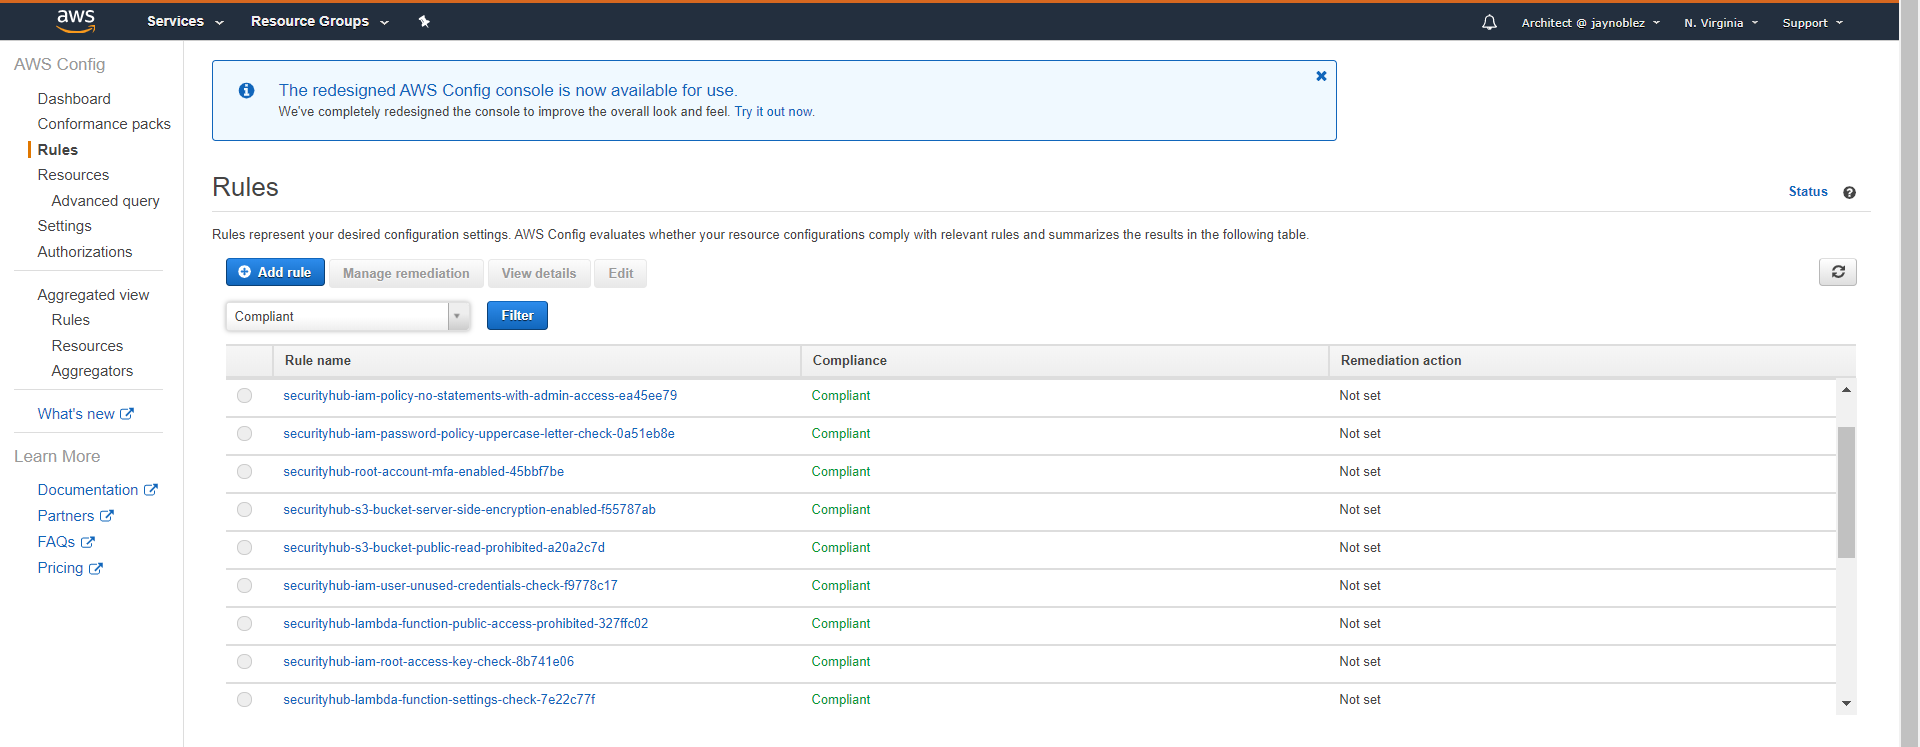 aws Services Resource Groups Architect @ jaynoblez N. Virginia Support
AWS Config
Dashboard
Conformance packs
Rules
Resources
Advanced query
Settings
Authorizations
Aggregated view
Rules
Resources
Aggregators
What's new
Learn More
Documentation
Partners
FAQs
Pricing
The redesigned AWS Config console is now available for use.
We've completely redesigned the console to improve the overall look and feel. Try it out now.
Rules
Status
Rules represent your desired configuration settings. AWS Config evaluates whether your resource configurations comply with relevant rules and summarizes the results in the following table.
Add rule Manage remediation View details Edit
Compliant Filter
Rule name Compliance Remediation action
securityhub-iam-policy-no-statements-with-admin-access-ea45ee79 Compliant Not set
securityhub-iam-password-policy-uppercase-letter-check-0a51eb8e Compliant Not set
securityhub-root-account-mfa-enabled-45bbf7be Compliant Not set
securityhub-s3-bucket-server-side-encryption-enabled-f55787ab Compliant Not set
securityhub-s3-bucket-public-read-prohibited-a20a2c7d Compliant Not set
securityhub-iam-user-unused-credentials-check-f9778c17 Compliant Not set
securityhub-lambda-function-public-access-prohibited-327ffc02 Compliant Not set
securityhub-iam-root-access-key-check-8b741e06 Compliant Not set
securityhub-lambda-function-settings-check-7e22c77f Compliant Not set